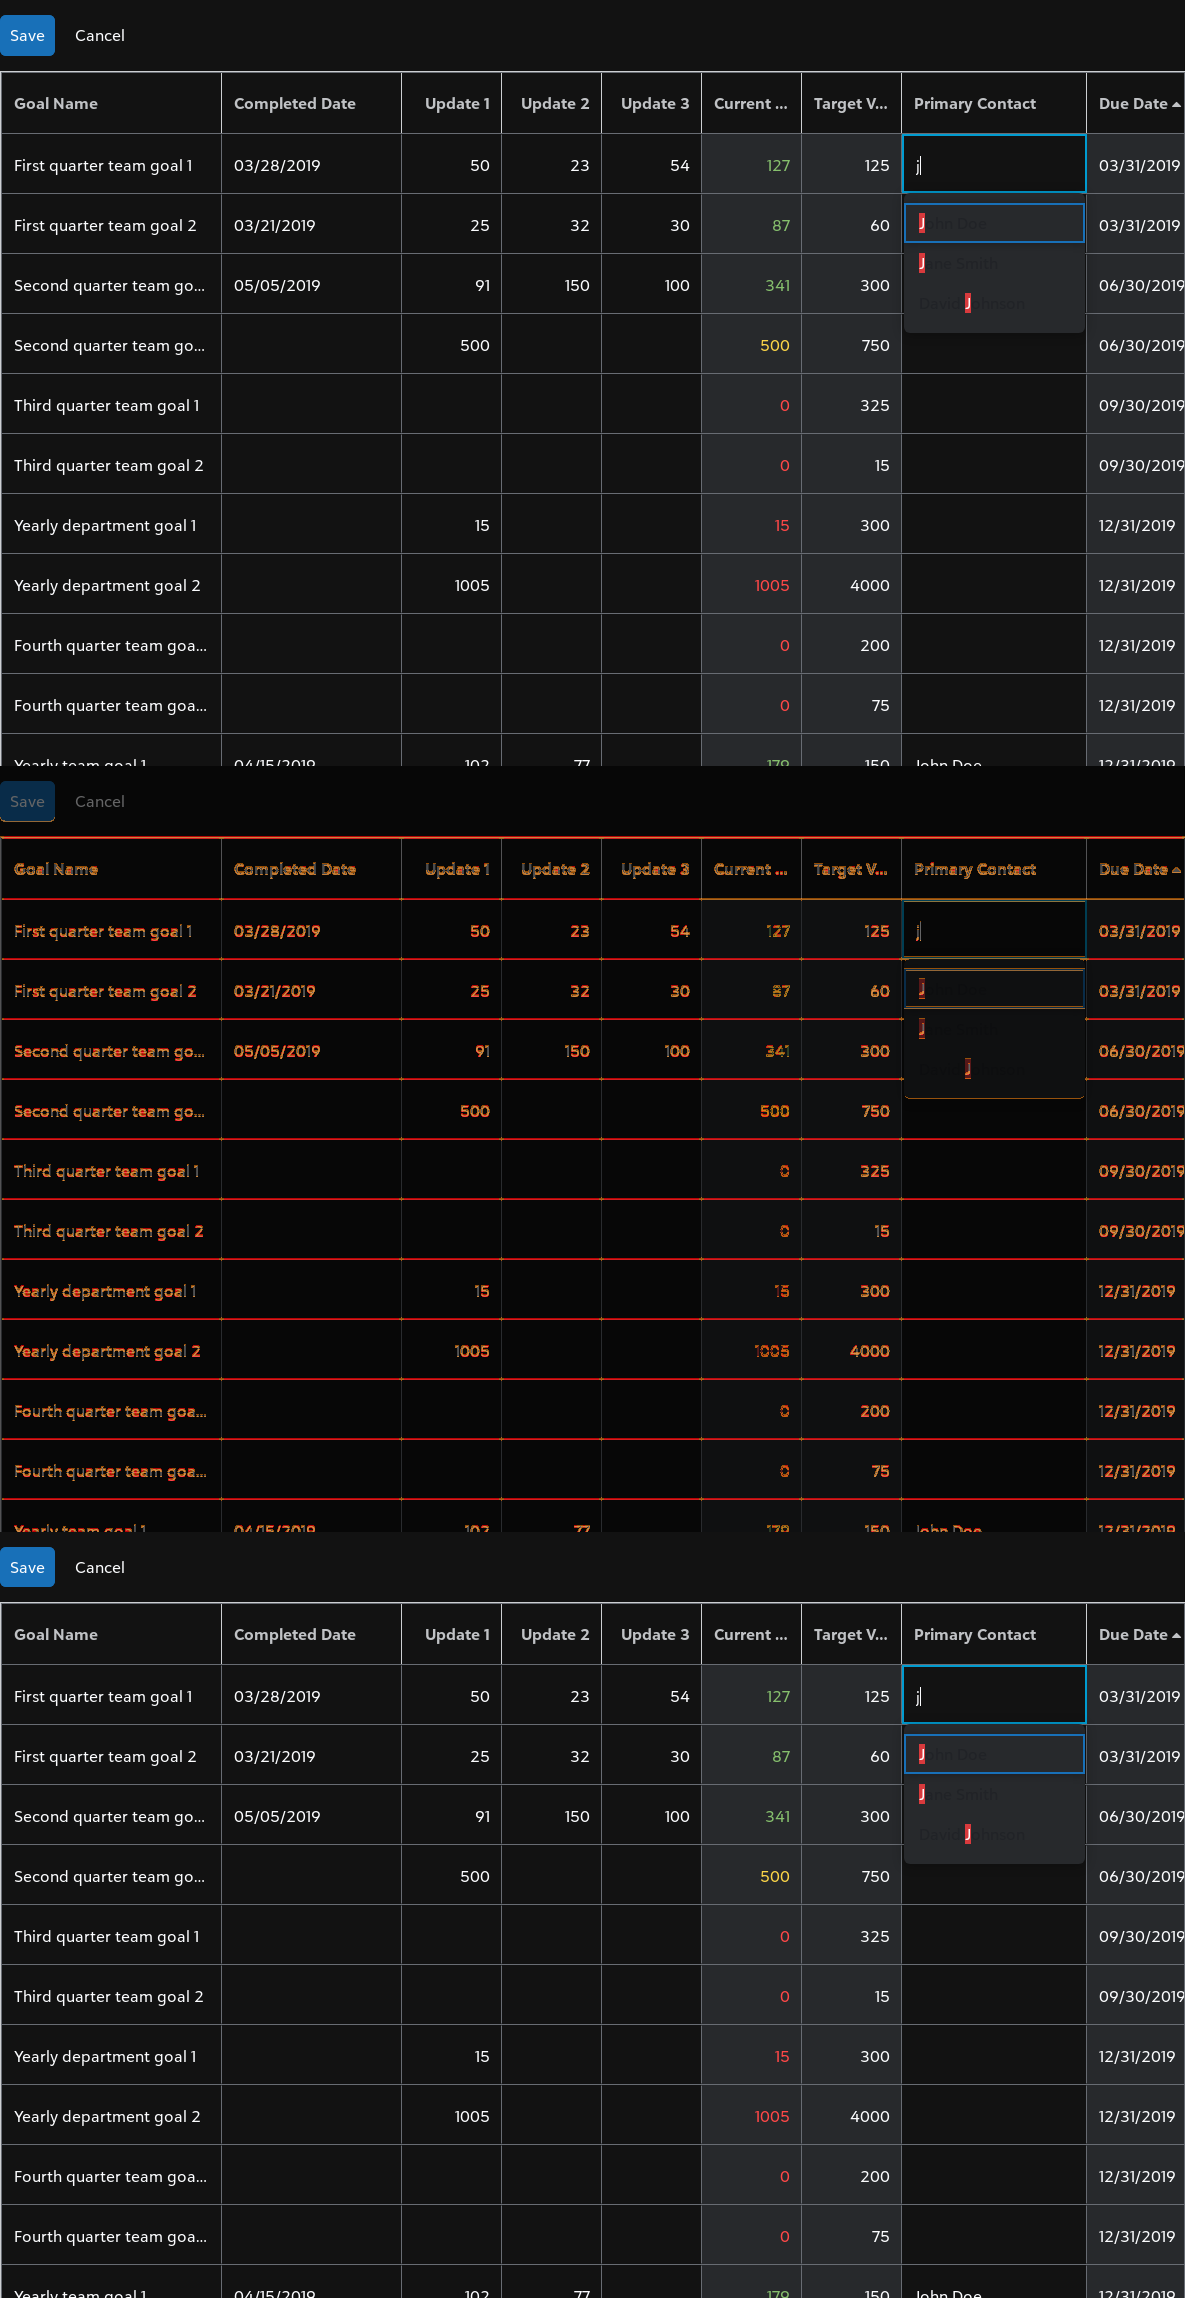 Save Cancel
Goal Name Completed Date Update 1 Update 2 Update 3 Current ... Target V... Primary Contact Due Date
First quarter team goal 1 03/28/2019 50 23 54 127 125 j 03/31/2019
First quarter team goal 2 03/21/2019 25 32 30 87 60 John Doe 03/31/2019
Jane Smith
Second quarter team go... 05/05/2019 91 150 100 341 300 David Johnson 06/30/2019
Second quarter team go... 500 500 750 06/30/2019
Third quarter team goal 1 0 325 09/30/2019
Third quarter team goal 2 0 15 09/30/2019
Yearly department goal 1 15 15 300 12/31/2019
Yearly department goal 2 1005 1005 4000 12/31/2019
Fourth quarter team goa... 0 200 12/31/2019
Fourth quarter team goa... 0 75 12/31/2019
Yearly team goal 1 04/15/2019 102 77 179 150 John Doe 12/31/2019
Save Cancel
Goal Name Completed Date Update 1 Update 2 Update 3 Current ... Target V... Primary Contact Due Date
First quarter team goal 1 03/28/2019 50 23 54 127 125 j 03/31/2019
First quarter team goal 2 03/21/2019 25 32 30 87 60 J 03/31/2019
J
Second quarter team go... 05/05/2019 91 150 100 341 300 J 06/30/2019
Second quarter team go... 500 500 750 06/30/2019
Third quarter team goal 1 0 325 09/30/2019
Third quarter team goal 2 0 15 09/30/2019
Yearly department goal 1 15 15 300 12/31/2019
Yearly department goal 2 1005 1005 4000 12/31/2019
Fourth quarter team goa... 0 200 12/31/2019
Fourth quarter team goa... 0 75 12/31/2019
Yearly team goal 1 04/15/2019 102 77 179 150 John Doe 12/31/2019
Save Cancel
Goal Name Completed Date Update 1 Update 2 Update 3 Current ... Target V... Primary Contact Due Date
First quarter team goal 1 03/28/2019 50 23 54 127 125 j 03/31/2019
First quarter team goal 2 03/21/2019 25 32 30 87 60 John Doe 03/31/2019
Jane Smith
Second quarter team go... 05/05/2019 91 150 100 341 300 David Johnson 06/30/2019
Second quarter team go... 500 500 750 06/30/2019
Third quarter team goal 1 0 325 09/30/2019
Third quarter team goal 2 0 15 09/30/2019
Yearly department goal 1 15 15 300 12/31/2019
Yearly department goal 2 1005 1005 4000 12/31/2019
Fourth quarter team goa... 0 200 12/31/2019
Fourth quarter team goa... 0 75 12/31/2019
Yearly team goal 1 04/15/2019 102 77 179 150 John Doe 12/31/2019